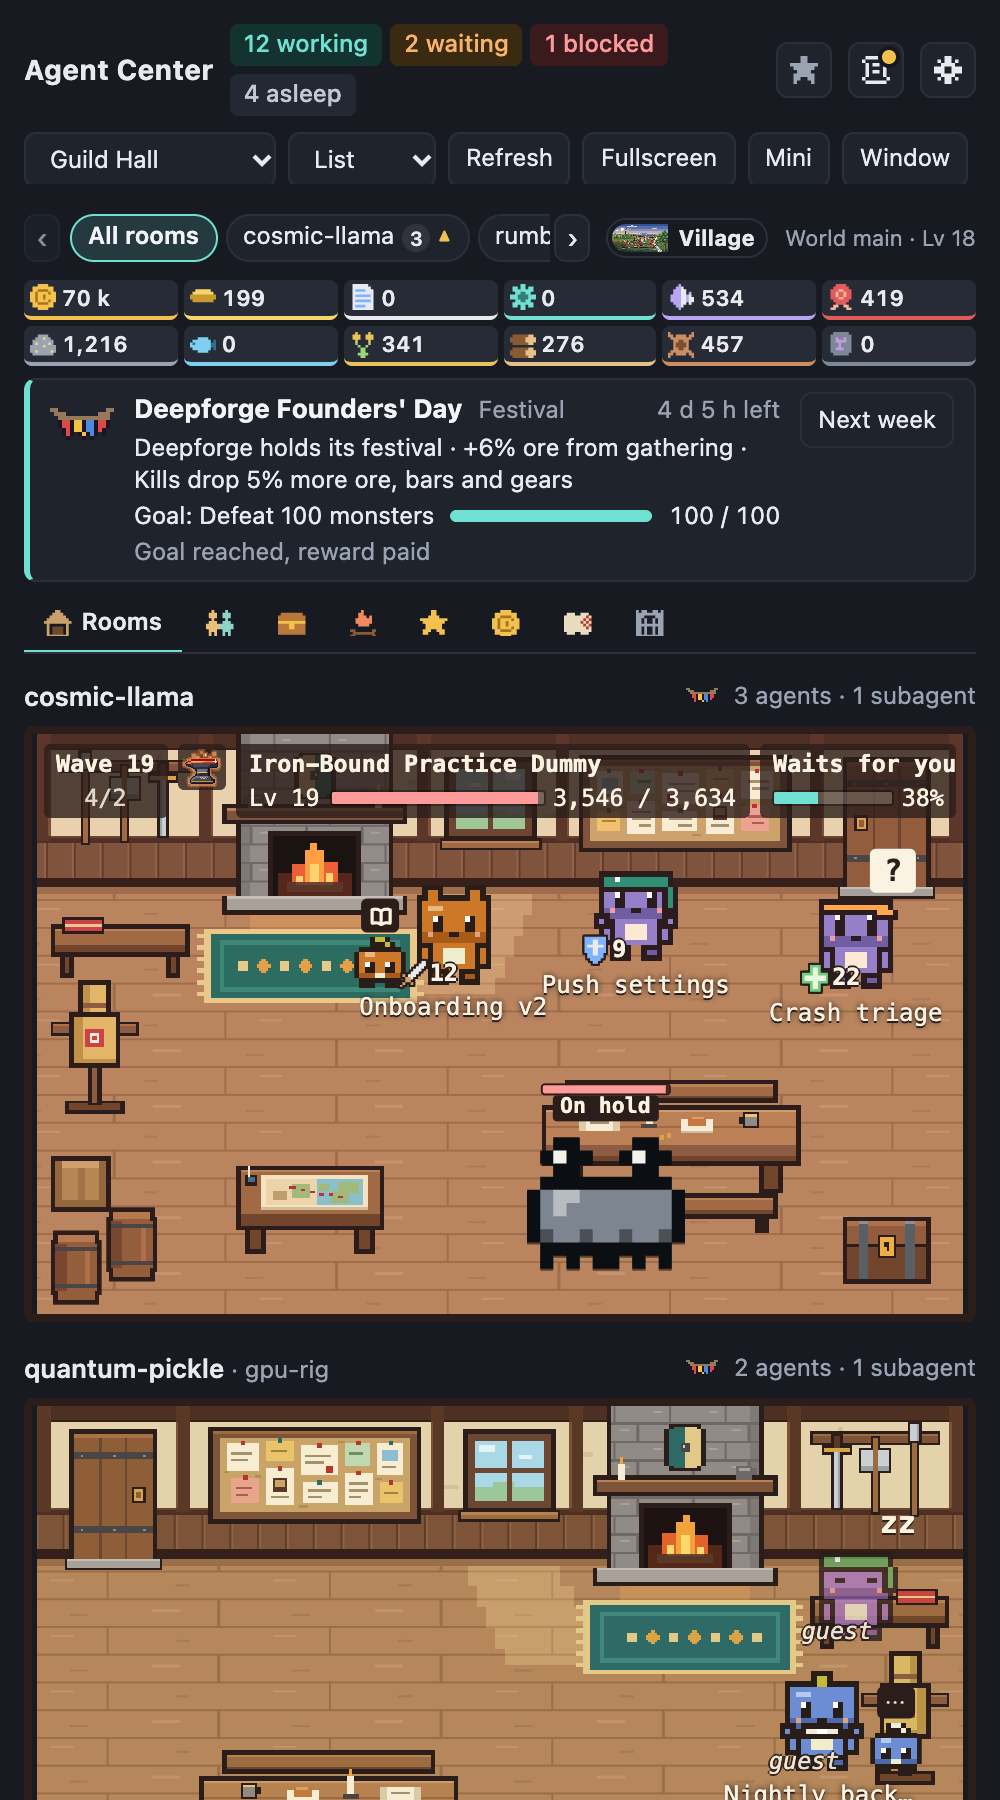 Agent Center
12 working
2 waiting
1 blocked
4 asleep
Guild Hall
List
Refresh
Fullscreen
Mini
Window
‹
All rooms
cosmic-llama 3
rumb
›
Village
World main · Lv 18
70 k
199
0
0
534
419
1,216
0
341
276
457
0
Deepforge Founders' Day Festival 4 d 5 h left
Next week
Deepforge holds its festival · +6% ore from gathering ·
Kills drop 5% more ore, bars and gears
Goal: Defeat 100 monsters 100 / 100
Goal reached, reward paid
Rooms
cosmic-llama
3 agents · 1 subagent
Wave 19
4/2
Iron-Bound Practice Dummy
Lv 19 3,546 / 3,634
Waits for you
38%
?
9
12
22
Push settings
Onboarding v2
Crash triage
On hold
quantum-pickle · gpu-rig
2 agents · 1 subagent
zz
guest
...
guest
Nightly back…